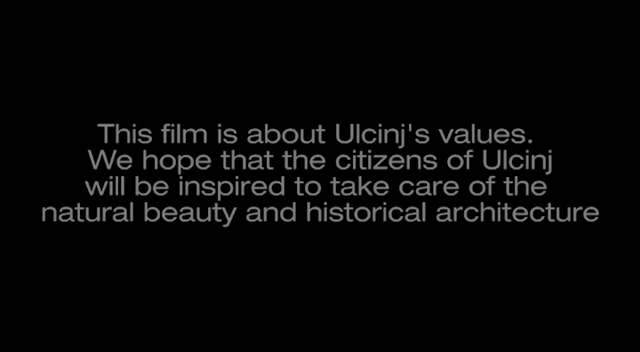 This film is about Ulcinj's values.
We hope that the citizens of Ulcinj
will be inspired to take care of the
natural beauty and historical architecture